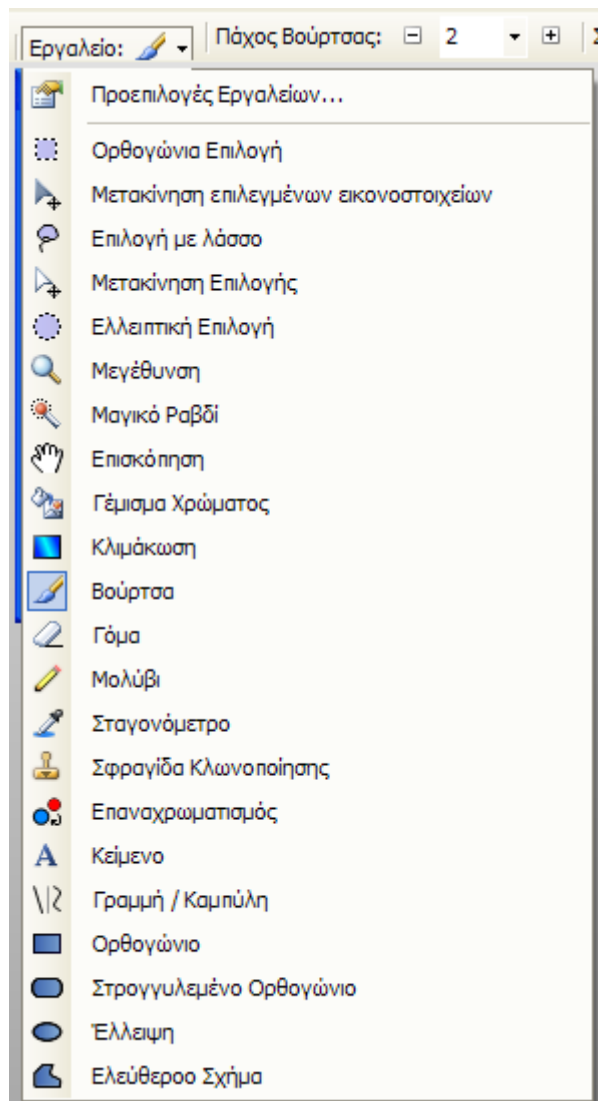 Εργαλείο: Πάχος Βούρτσας: 2
Προεπιλογές Εργαλείων...
Ορθογώνια Επιλογή
Μετακίνηση επιλεγμένων εικονοστοιχείων
Επιλογή με λάσσο
Μετακίνηση Επιλογής
Ελλειπτική Επιλογή
Μεγέθυνση
Μαγικό Ραβδί
Επισκόπηση
Γέμισμα Χρώματος
Κλιμάκωση
Βούρτσα
Γόμα
Μολύβι
Σταγονόμετρο
Σφραγίδα Κλωνοποίησης
Επαναχρωματισμός
Κείμενο
Γραμμή / Καμπύλη
Ορθογώνιο
Στρογγυλεμένο Ορθογώνιο
Έλλειψη
Ελεύθεροο Σχήμα